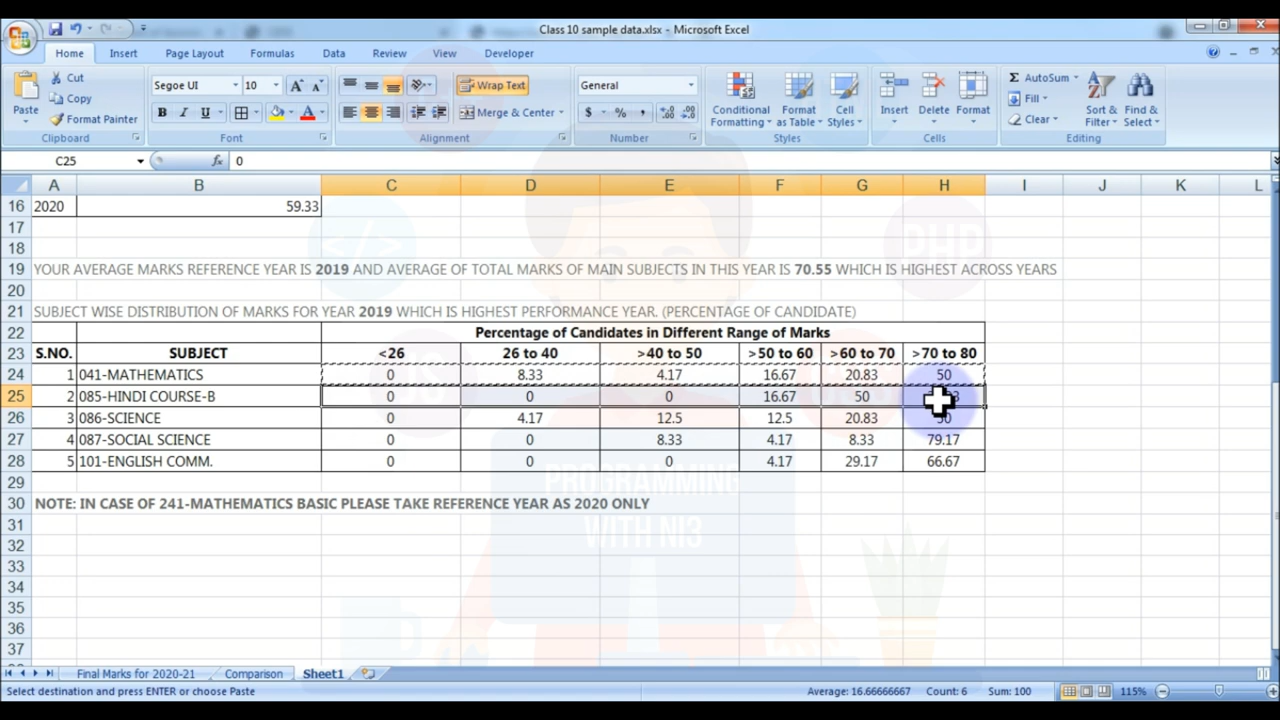 Class 10 sample data.xlsx - Microsoft Excel
Home Insert Page Layout Formulas Data Review View Developer
Paste Cut Copy Format Painter Clipboard
Segoe UI 10 A A B I U A Font
Wrap Text Merge & Center Alignment
General $ % , Number
Conditional Formatting Format as Table Cell Styles Styles
Insert Delete Format Cells
Σ AutoSum Fill Clear Sort & Filter Find & Select Editing
C25 fx 0
A B C D E F G H I J K L
16 2020 59.33
17
18
19 YOUR AVERAGE MARKS REFERENCE YEAR IS 2019 AND AVERAGE OF TOTAL MARKS OF MAIN SUBJECTS IN THIS YEAR IS 70.55 WHICH IS HIGHEST ACROSS YEARS
20
21 SUBJECT WISE DISTRIBUTION OF MARKS FOR YEAR 2019 WHICH IS HIGHEST PERFORMANCE YEAR. (PERCENTAGE OF CANDIDATE)
22 Percentage of Candidates in Different Range of Marks
23 S.NO. SUBJECT <26 26 to 40 >40 to 50 >50 to 60 >60 to 70 >70 to 80
24 1 041-MATHEMATICS 0 8.33 4.17 16.67 20.83 50
25 2 085-HINDI COURSE-B 0 0 0 16.67 50
26 3 086-SCIENCE 0 4.17 12.5 12.5 20.83 50
27 4 087-SOCIAL SCIENCE 0 0 8.33 4.17 8.33 79.17
28 5 101-ENGLISH COMM. 0 0 0 4.17 29.17 66.67
29
30 NOTE: IN CASE OF 241-MATHEMATICS BASIC PLEASE TAKE REFERENCE YEAR AS 2020 ONLY
31
32
33
34
35
36
37
PHP
PROGRAMMING
WITH NI3
Final Marks for 2020-21 Comparison Sheet1
Select destination and press ENTER or choose Paste Average: 16.66666667 Count: 6 Sum: 100 115%